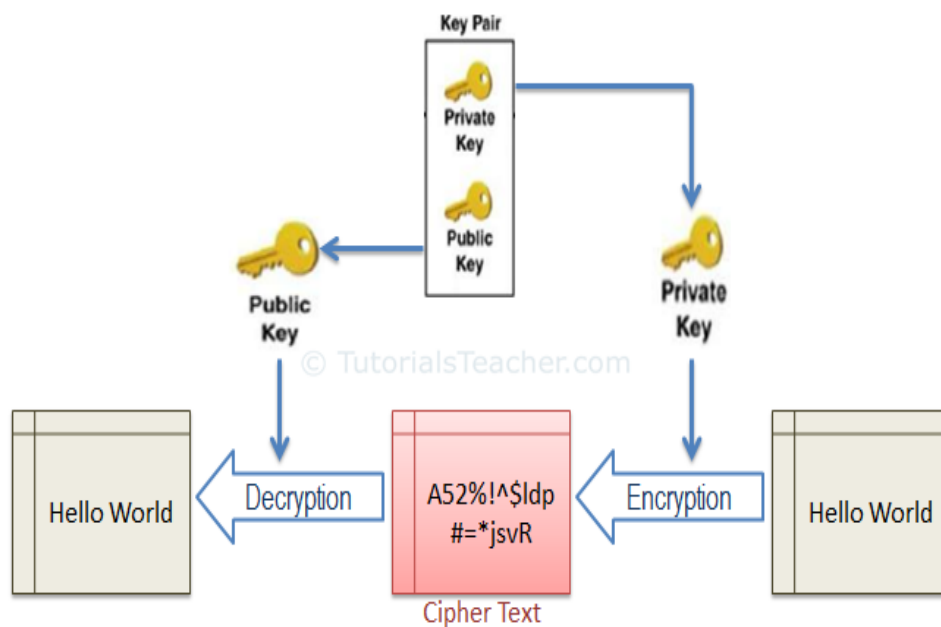 Key Pair
Private
Key
Public
Key
Public
Key
Private
Key
© TutorialsTeacher.com
Hello World
Decryption
A52%!^$ldp
#=*jsvR
Encryption
Hello World
Cipher Text